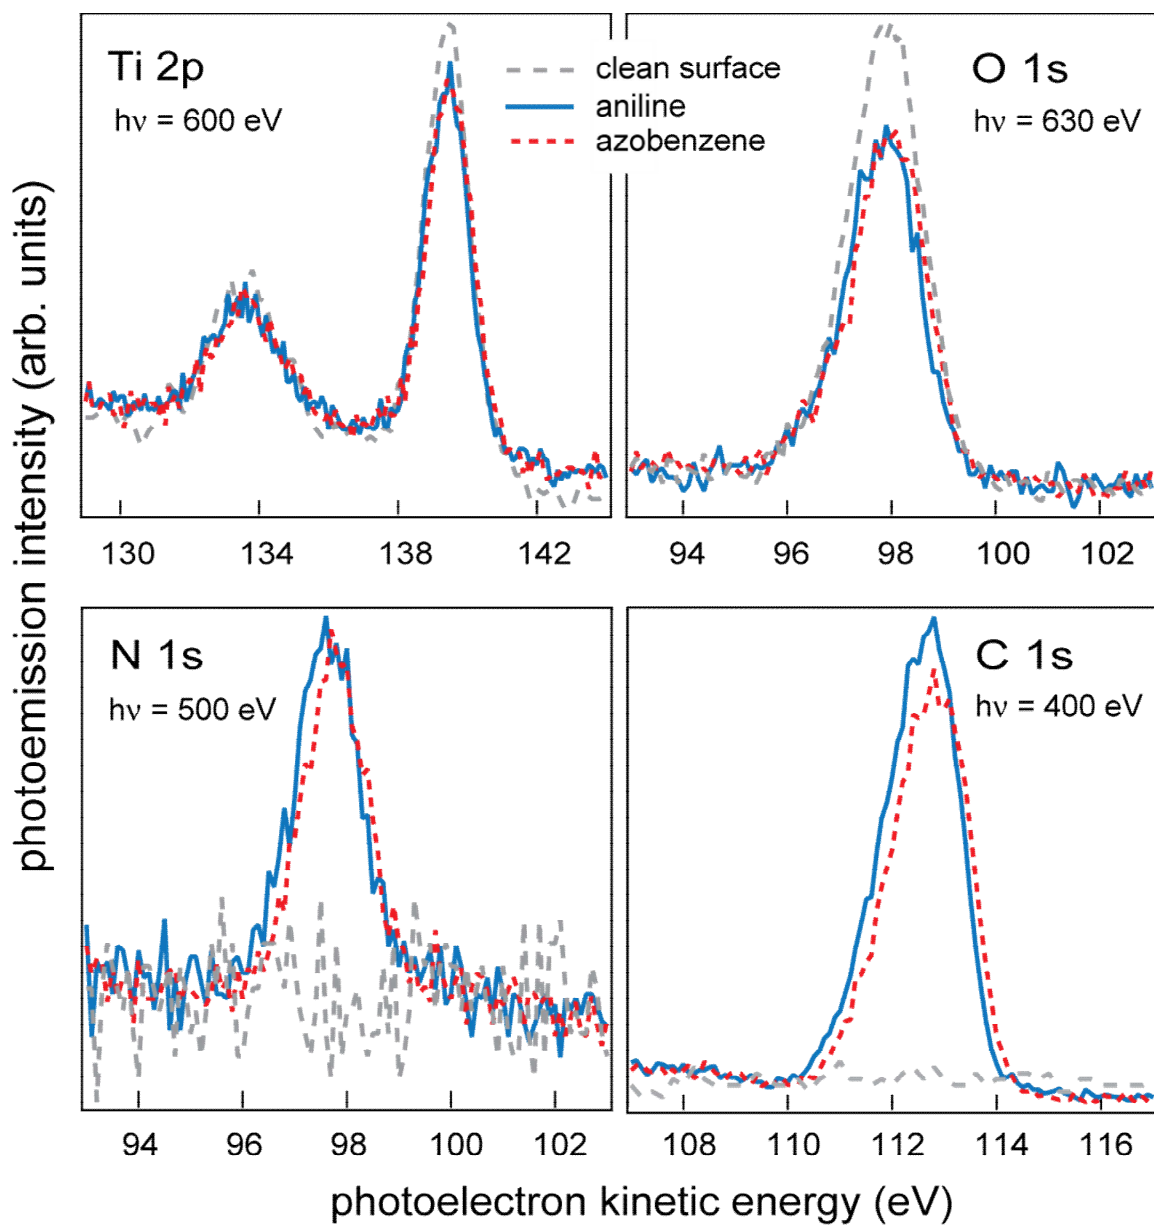 Ti 2p
hν = 600 eV
clean surface
aniline
azobenzene
O 1s
hν = 630 eV
130 134 138 142
94 96 98 100 102
N 1s
hν = 500 eV
C 1s
hν = 400 eV
94 96 98 100 102
108 110 112 114 116
photoemission intensity (arb. units)
photoelectron kinetic energy (eV)